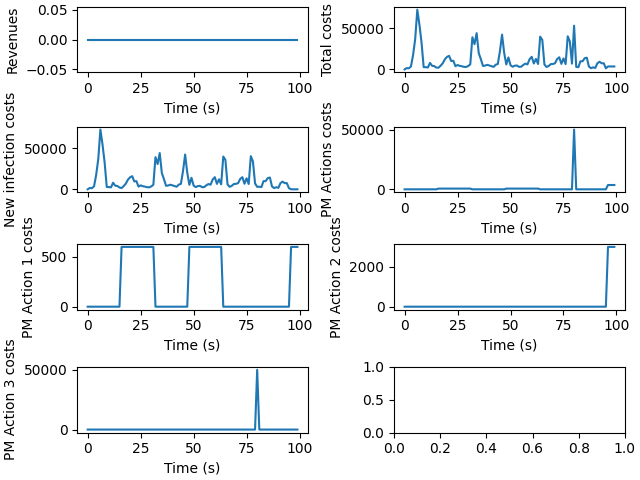 Revenues
0.05
0.00
−0.05
0 25 50 75 100
Time (s)
Total costs
50000
0
0 25 50 75 100
Time (s)
New infection costs
50000
0
0 25 50 75 100
Time (s)
PM Actions costs
50000
0
0 25 50 75 100
Time (s)
PM Action 1 costs
500
0
0 25 50 75 100
Time (s)
PM Action 2 costs
2000
0
0 25 50 75 100
Time (s)
PM Action 3 costs
50000
0
0 25 50 75 100
Time (s)
1.0
0.5
0.0
0.0 0.2 0.4 0.6 0.8 1.0